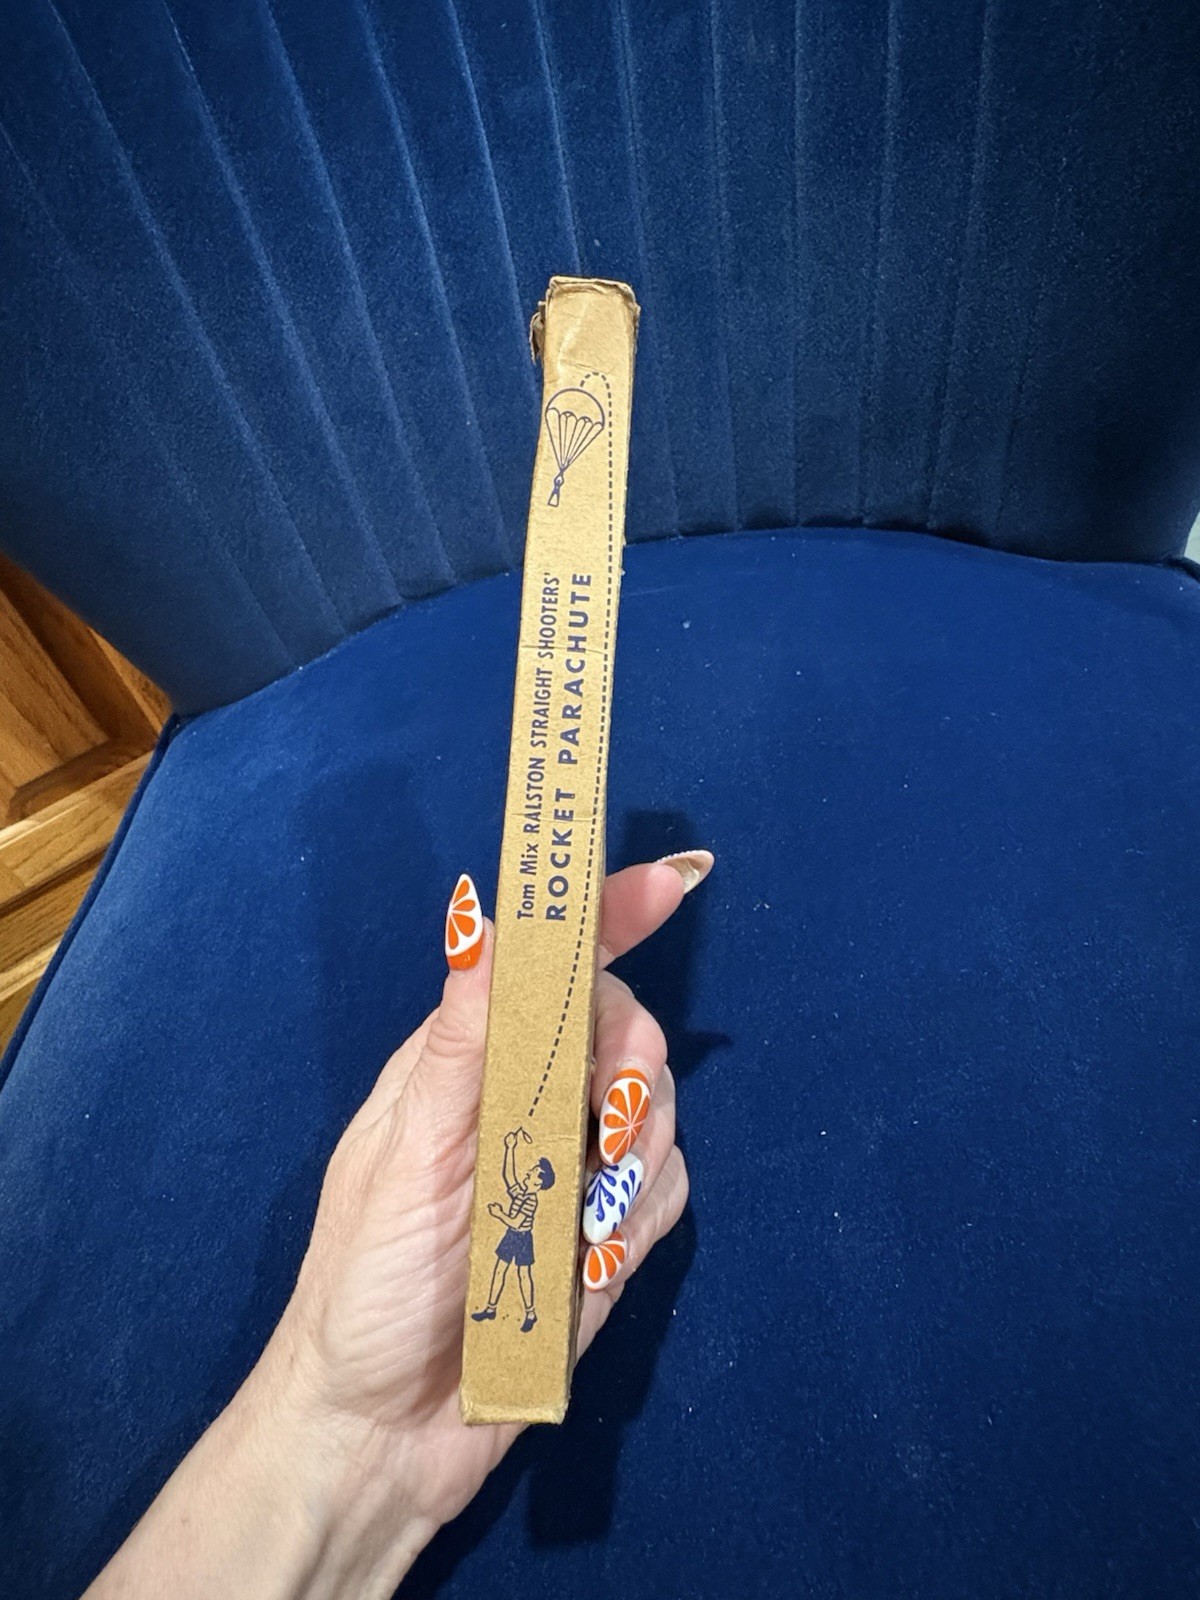 Tom Mix RALSTON STRAIGHT SHOOTERS'
ROCKET PARACHUTE